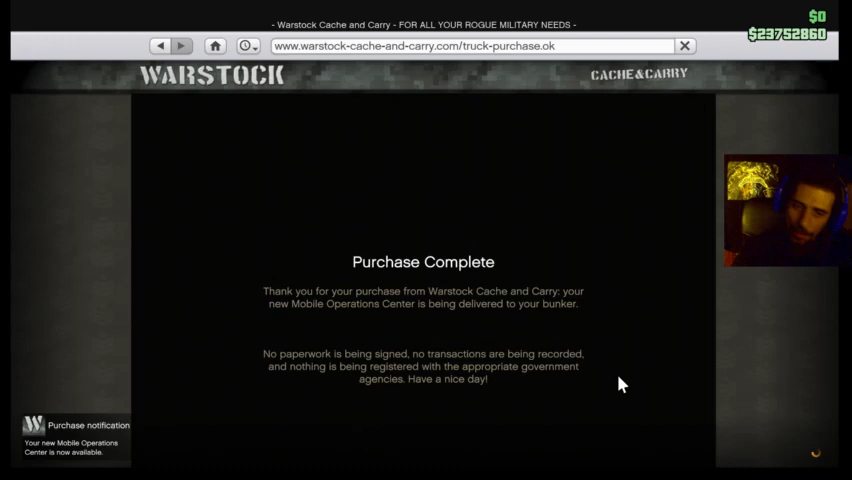 - Warstock Cache and Carry - FOR ALL YOUR ROGUE MILITARY NEEDS -
$0
$23752860
www.warstock-cache-and-carry.com/truck-purchase.ok
WARSTOCK
CACHE&CARRY
Purchase Complete
Thank you for your purchase from Warstock Cache and Carry: your
new Mobile Operations Center is being delivered to your bunker.
No paperwork is being signed, no transactions are being recorded,
and nothing is being registered with the appropriate government
agencies. Have a nice day!
W
Purchase notification
Your new Mobile Operations
Center is now available.